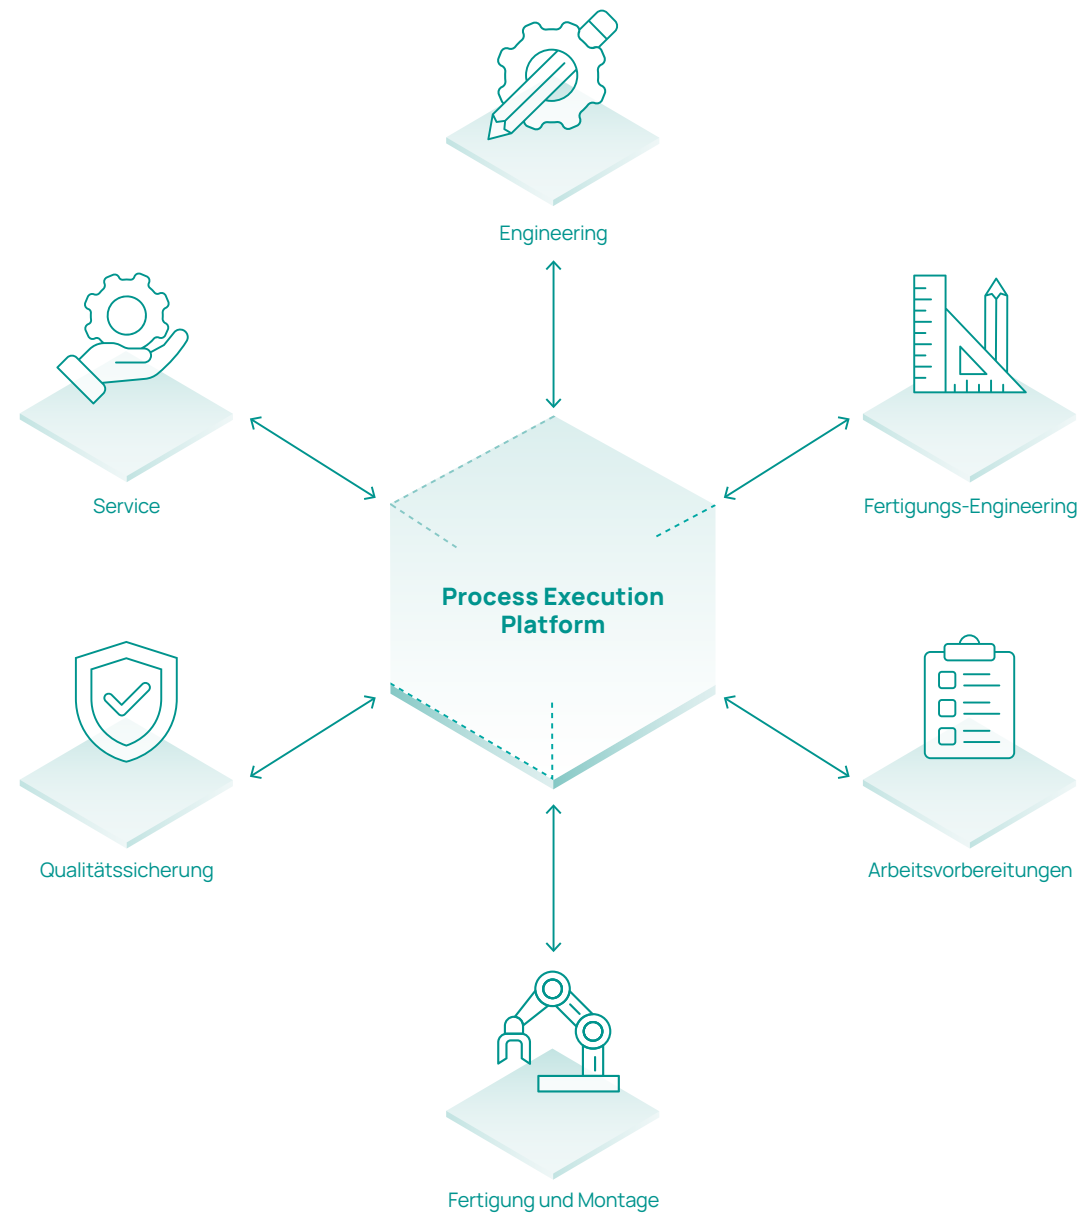 Engineering
Service
Fertigungs-Engineering
Process Execution
Platform
Qualitätssicherung
Arbeitsvorbereitungen
Fertigung und Montage